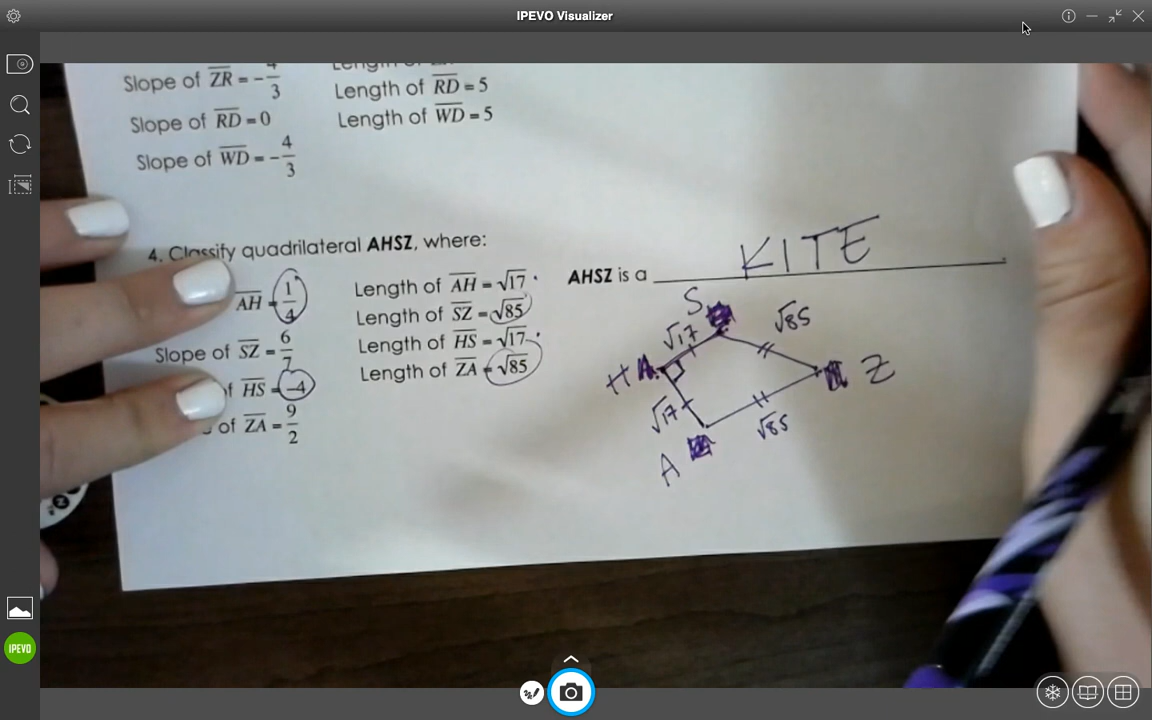 IPEVO Visualizer
Slope of ZR = - 4/3
Length of
Slope of RD = 0
Length of RD = 5
Slope of WD = - 4/3
Length of WD = 5
4. Classify quadrilateral AHSZ, where:
AH = 1/4
Slope of SZ = 6/7
HS = -4
of ZA = 9/2
Length of AH = √17
Length of SZ = √85
Length of HS = √17
Length of ZA = √85
AHSZ is a KITE
S
√17
√85
H
Z
√17
√85
A
IPEVO